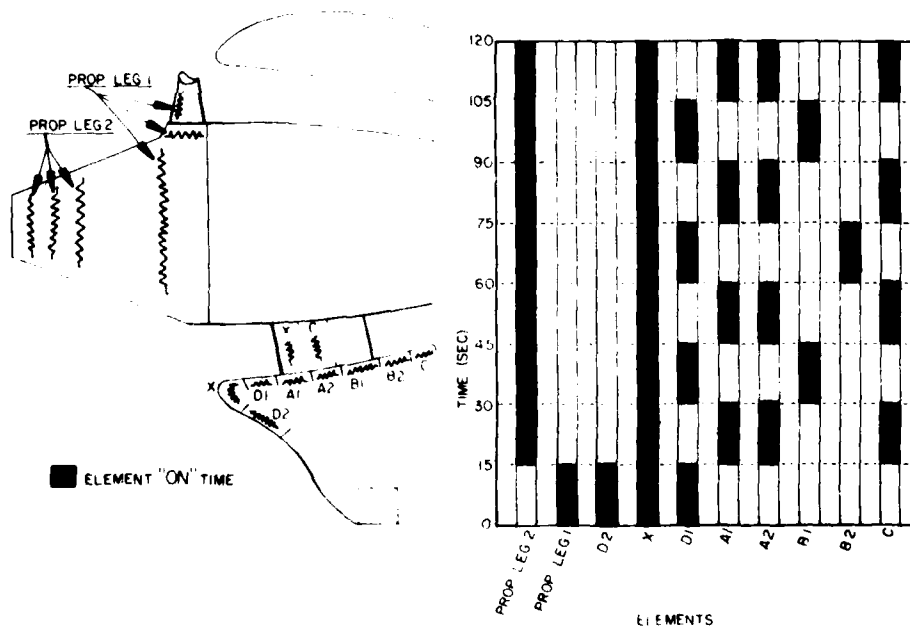 PROP LEG 1
PROP LEG 2
X
D1
A1
A2
B1
B2
C
D2
ELEMENT "ON" TIME
120
105
90
75
60
45
30
15
0
TIME (SEC)
PROP LEG 2
PROP LEG 1
D2
X
D1
A1
A2
B1
B2
C
ELEMENTS